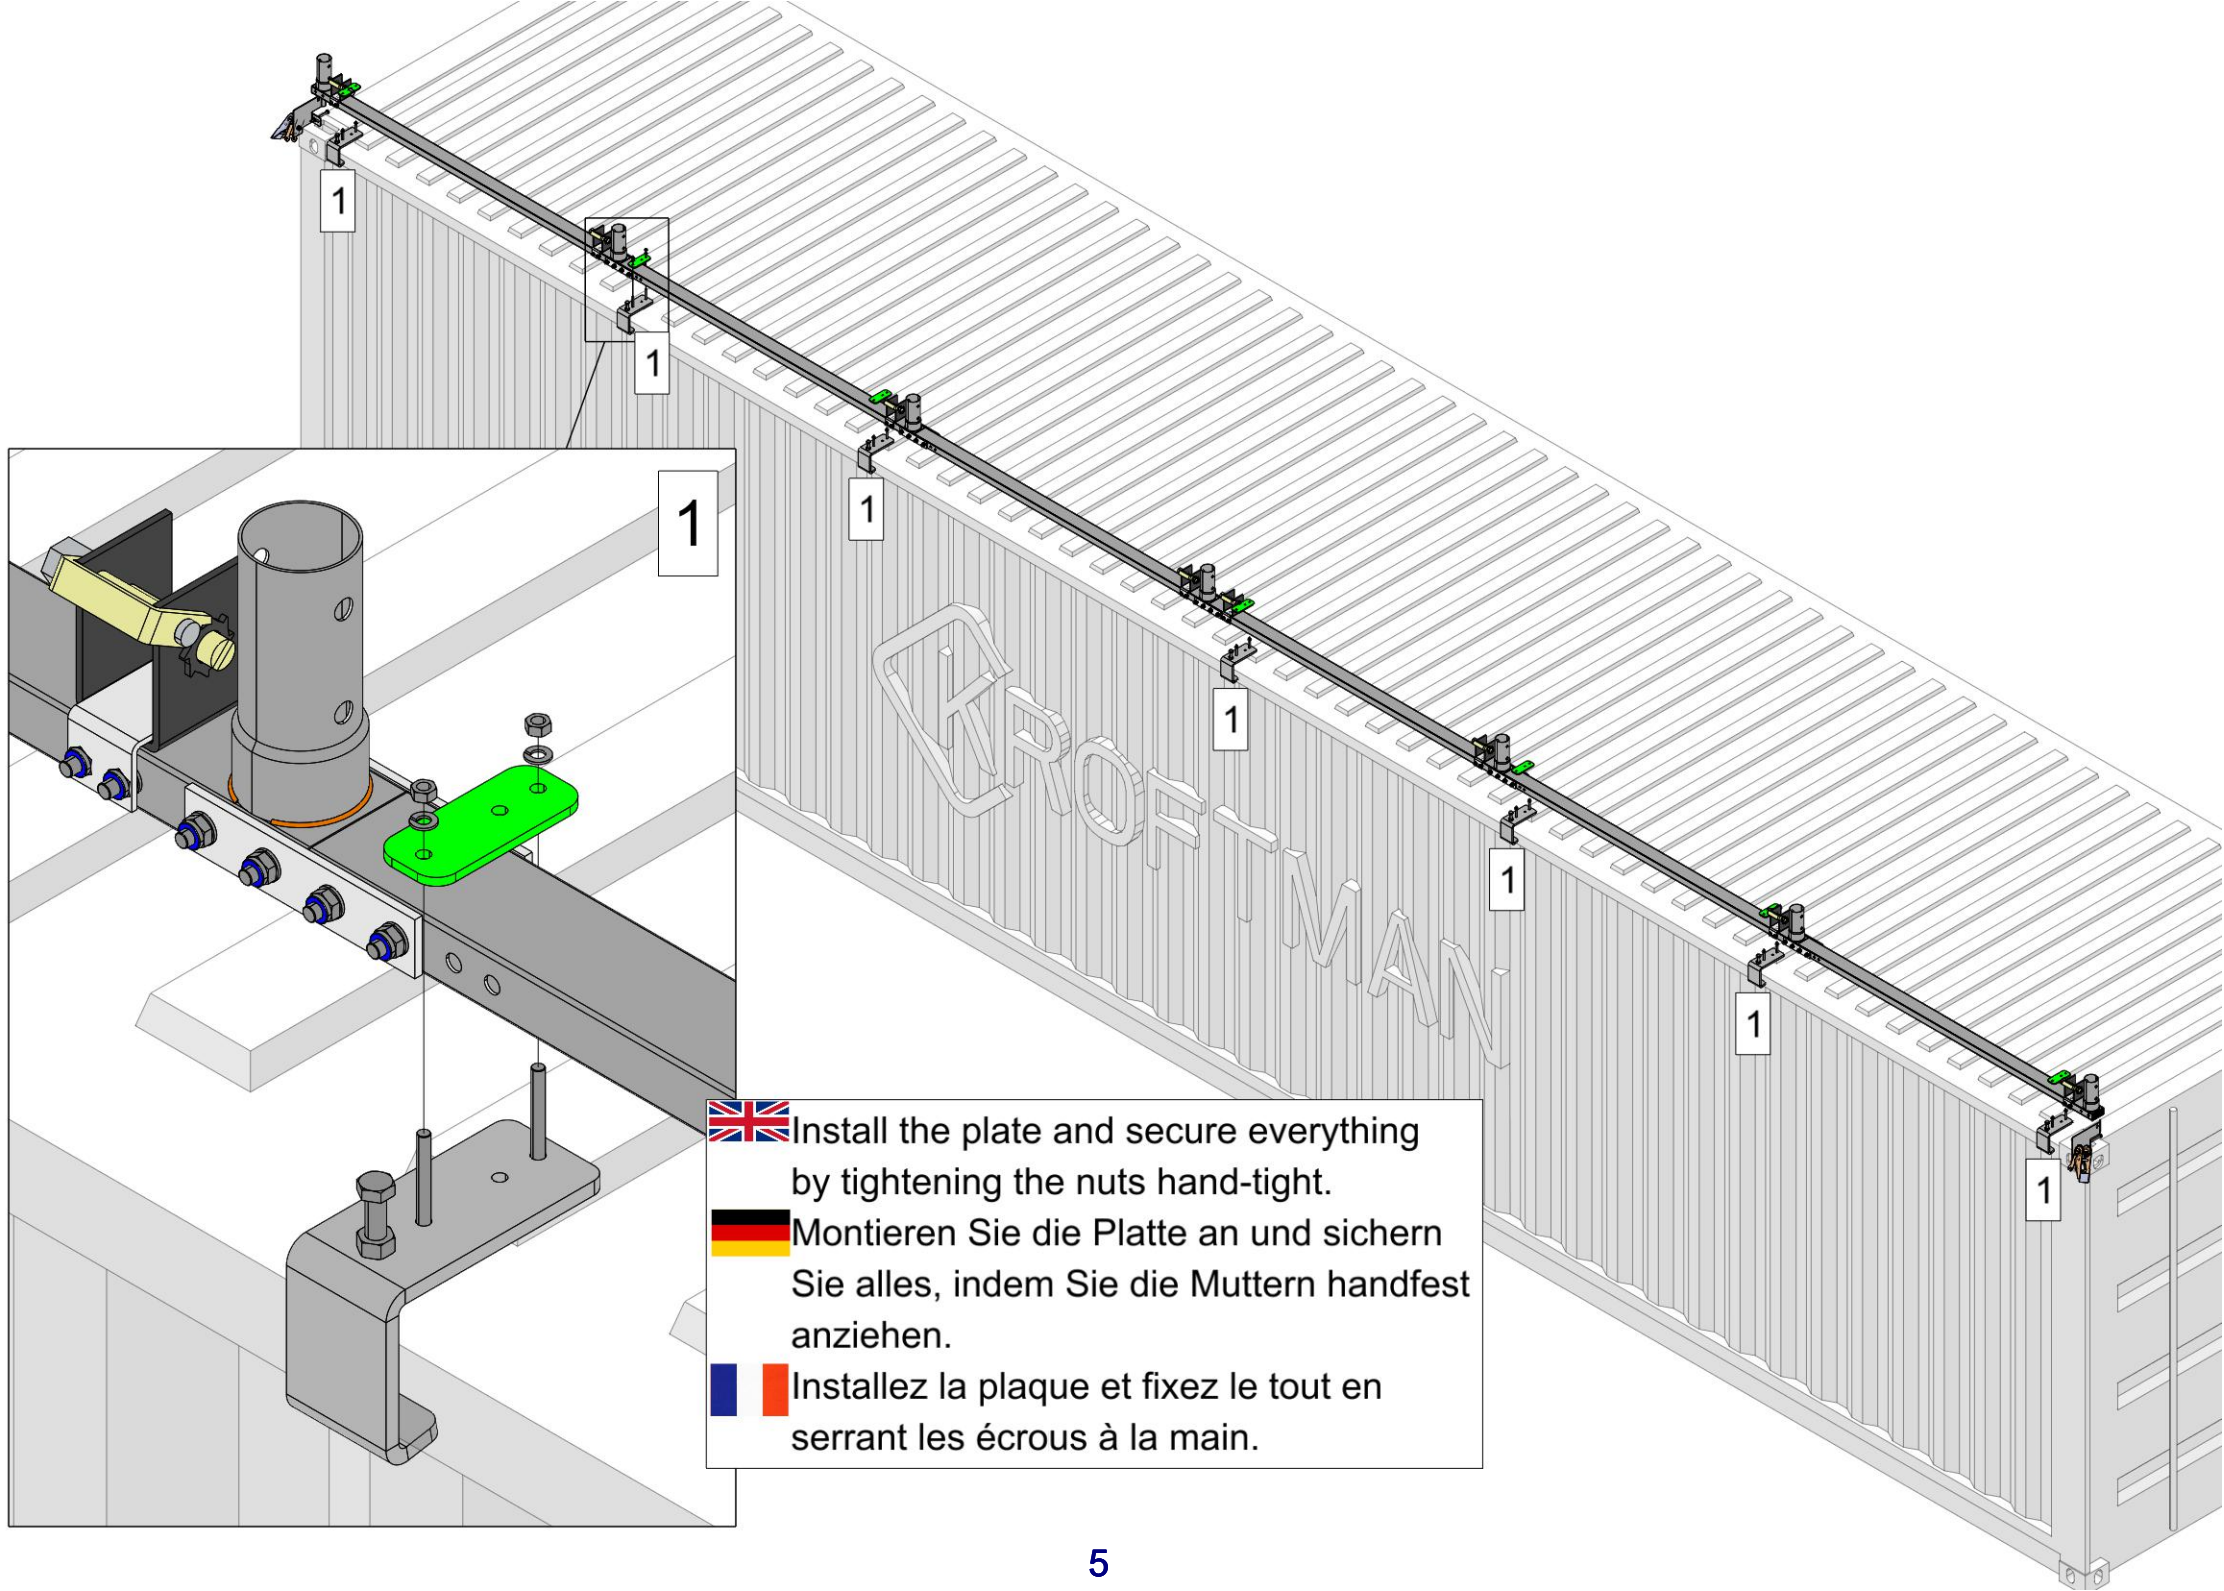 1
1
1
1
1
1
1
1
KROFTMAN
Install the plate and secure everything
by tightening the nuts hand-tight.
Montieren Sie die Platte an und sichern
Sie alles, indem Sie die Muttern handfest
anziehen.
Installez la plaque et fixez le tout en
serrant les écrous à la main.
5